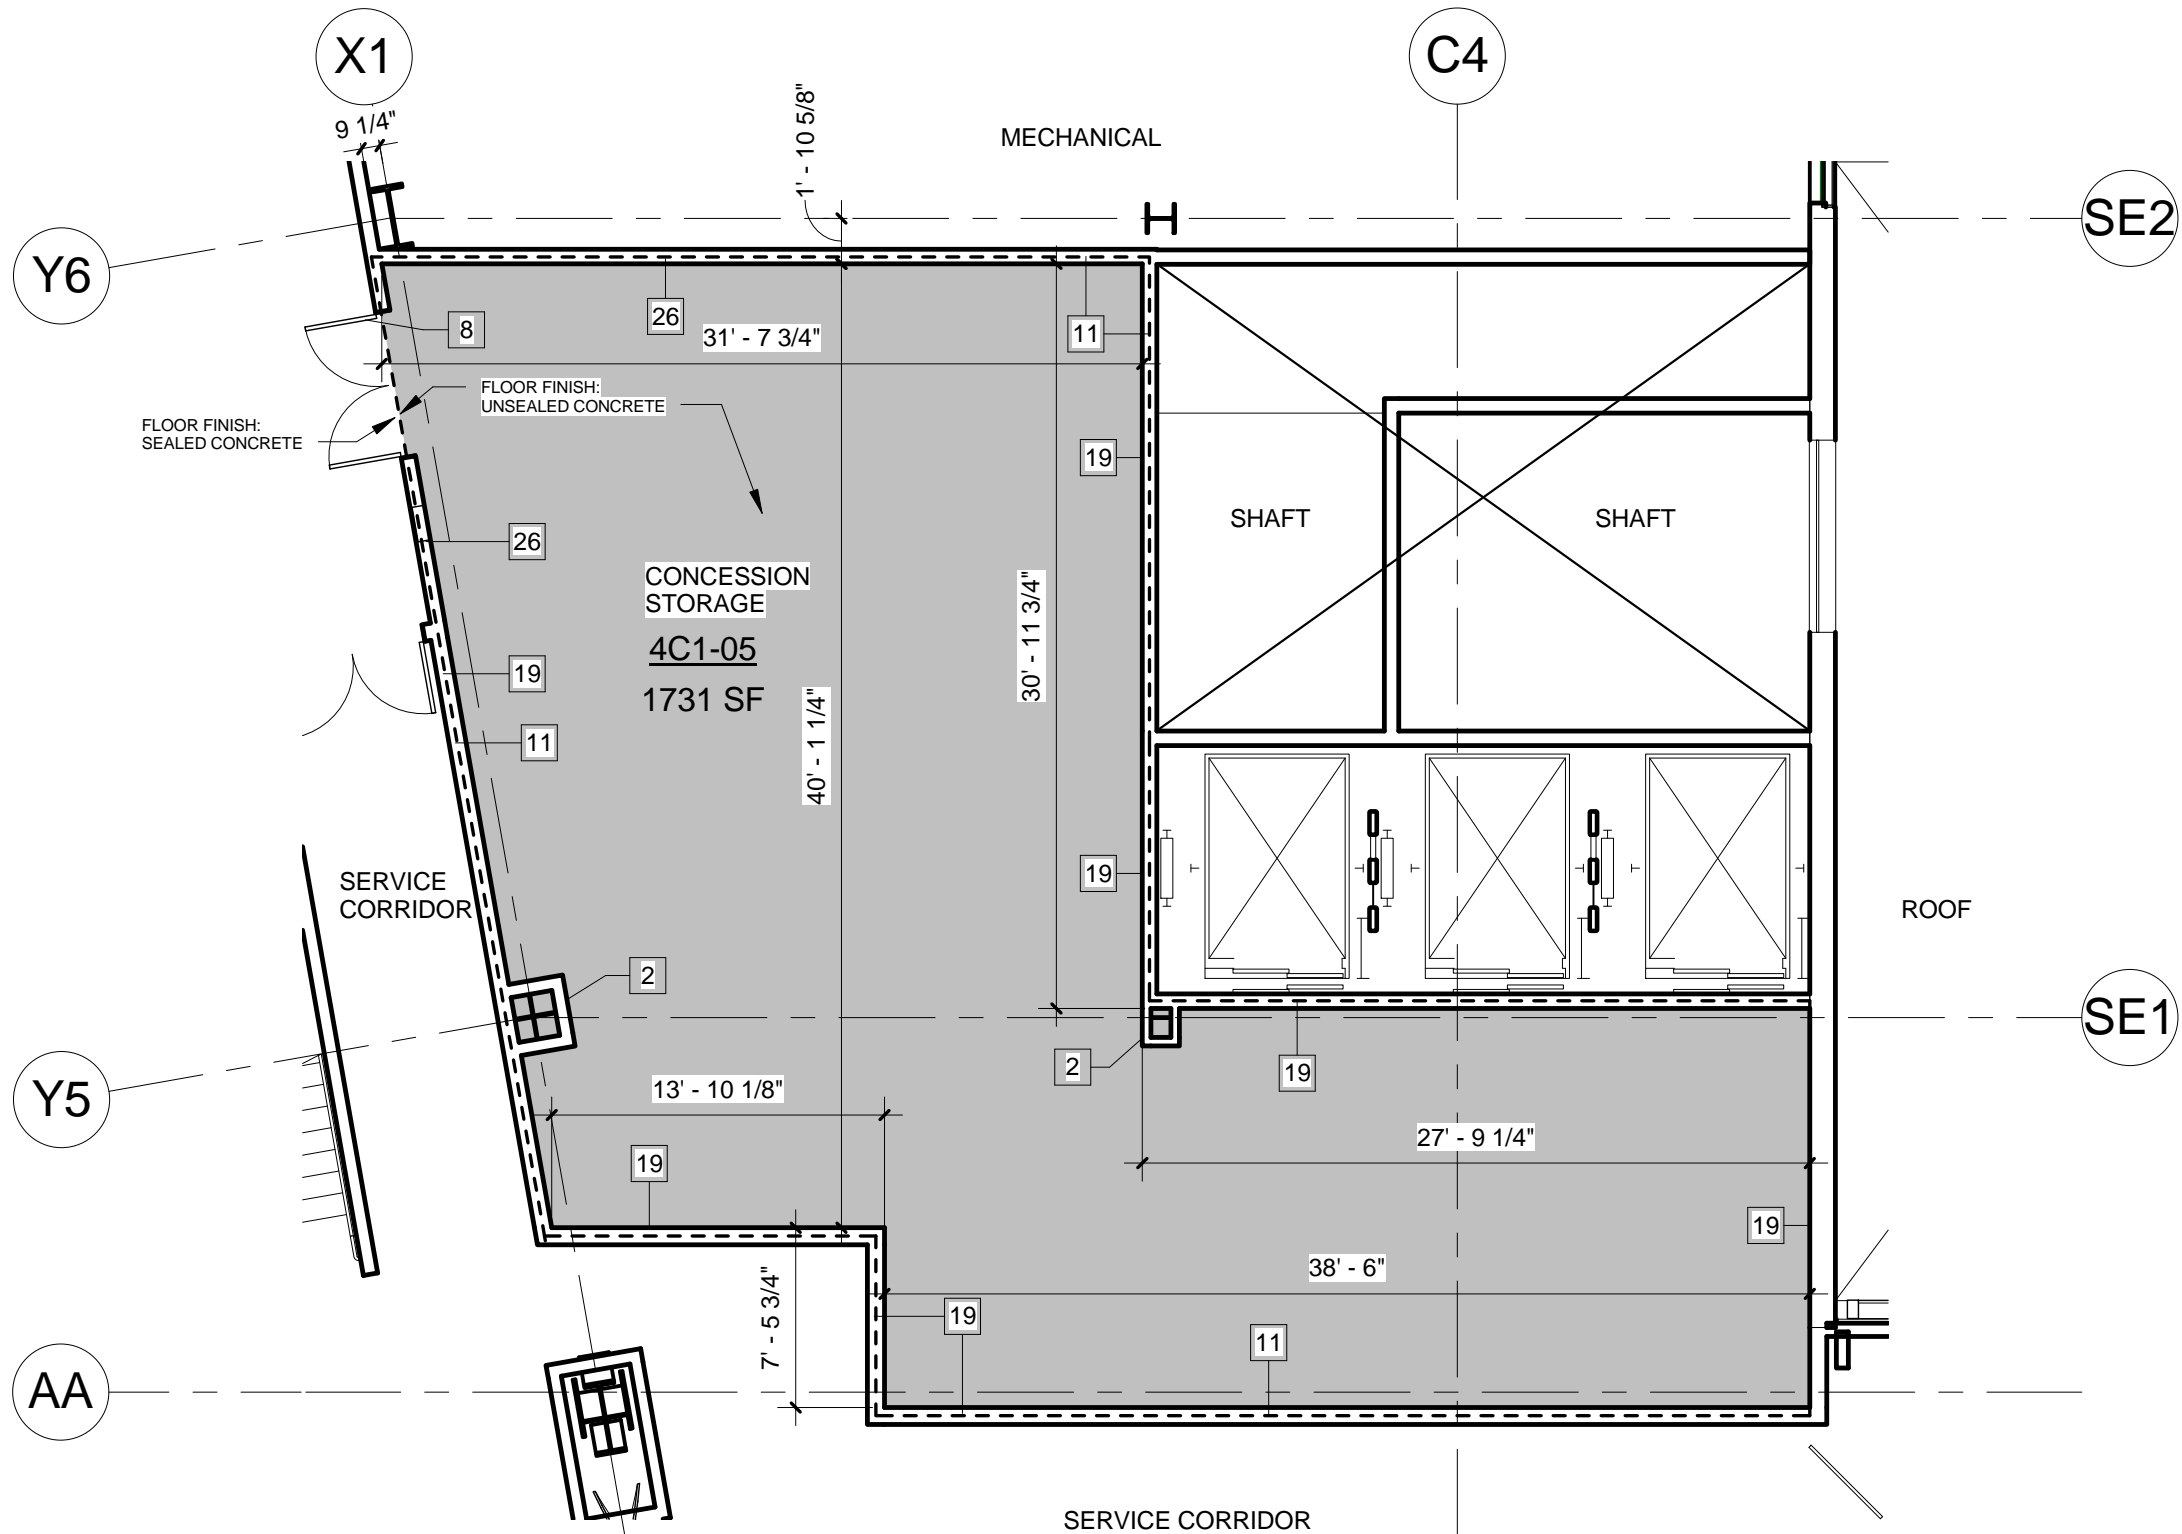 X1
C4
9 1/4"
1' - 10 5/8"
MECHANICAL
SE2
Y6
8
26
11
31' - 7 3/4"
FLOOR FINISH:
UNSEALED CONCRETE
FLOOR FINISH:
SEALED CONCRETE
19
SHAFT
SHAFT
26
CONCESSION
STORAGE
4C1-05
1731 SF
30' - 11 3/4"
19
40' - 1 1/4"
11
SERVICE
CORRIDOR
19
ROOF
2
SE1
Y5
2
19
13' - 10 1/8"
27' - 9 1/4"
19
19
38' - 6"
7' - 5 3/4"
19
11
AA
SERVICE CORRIDOR